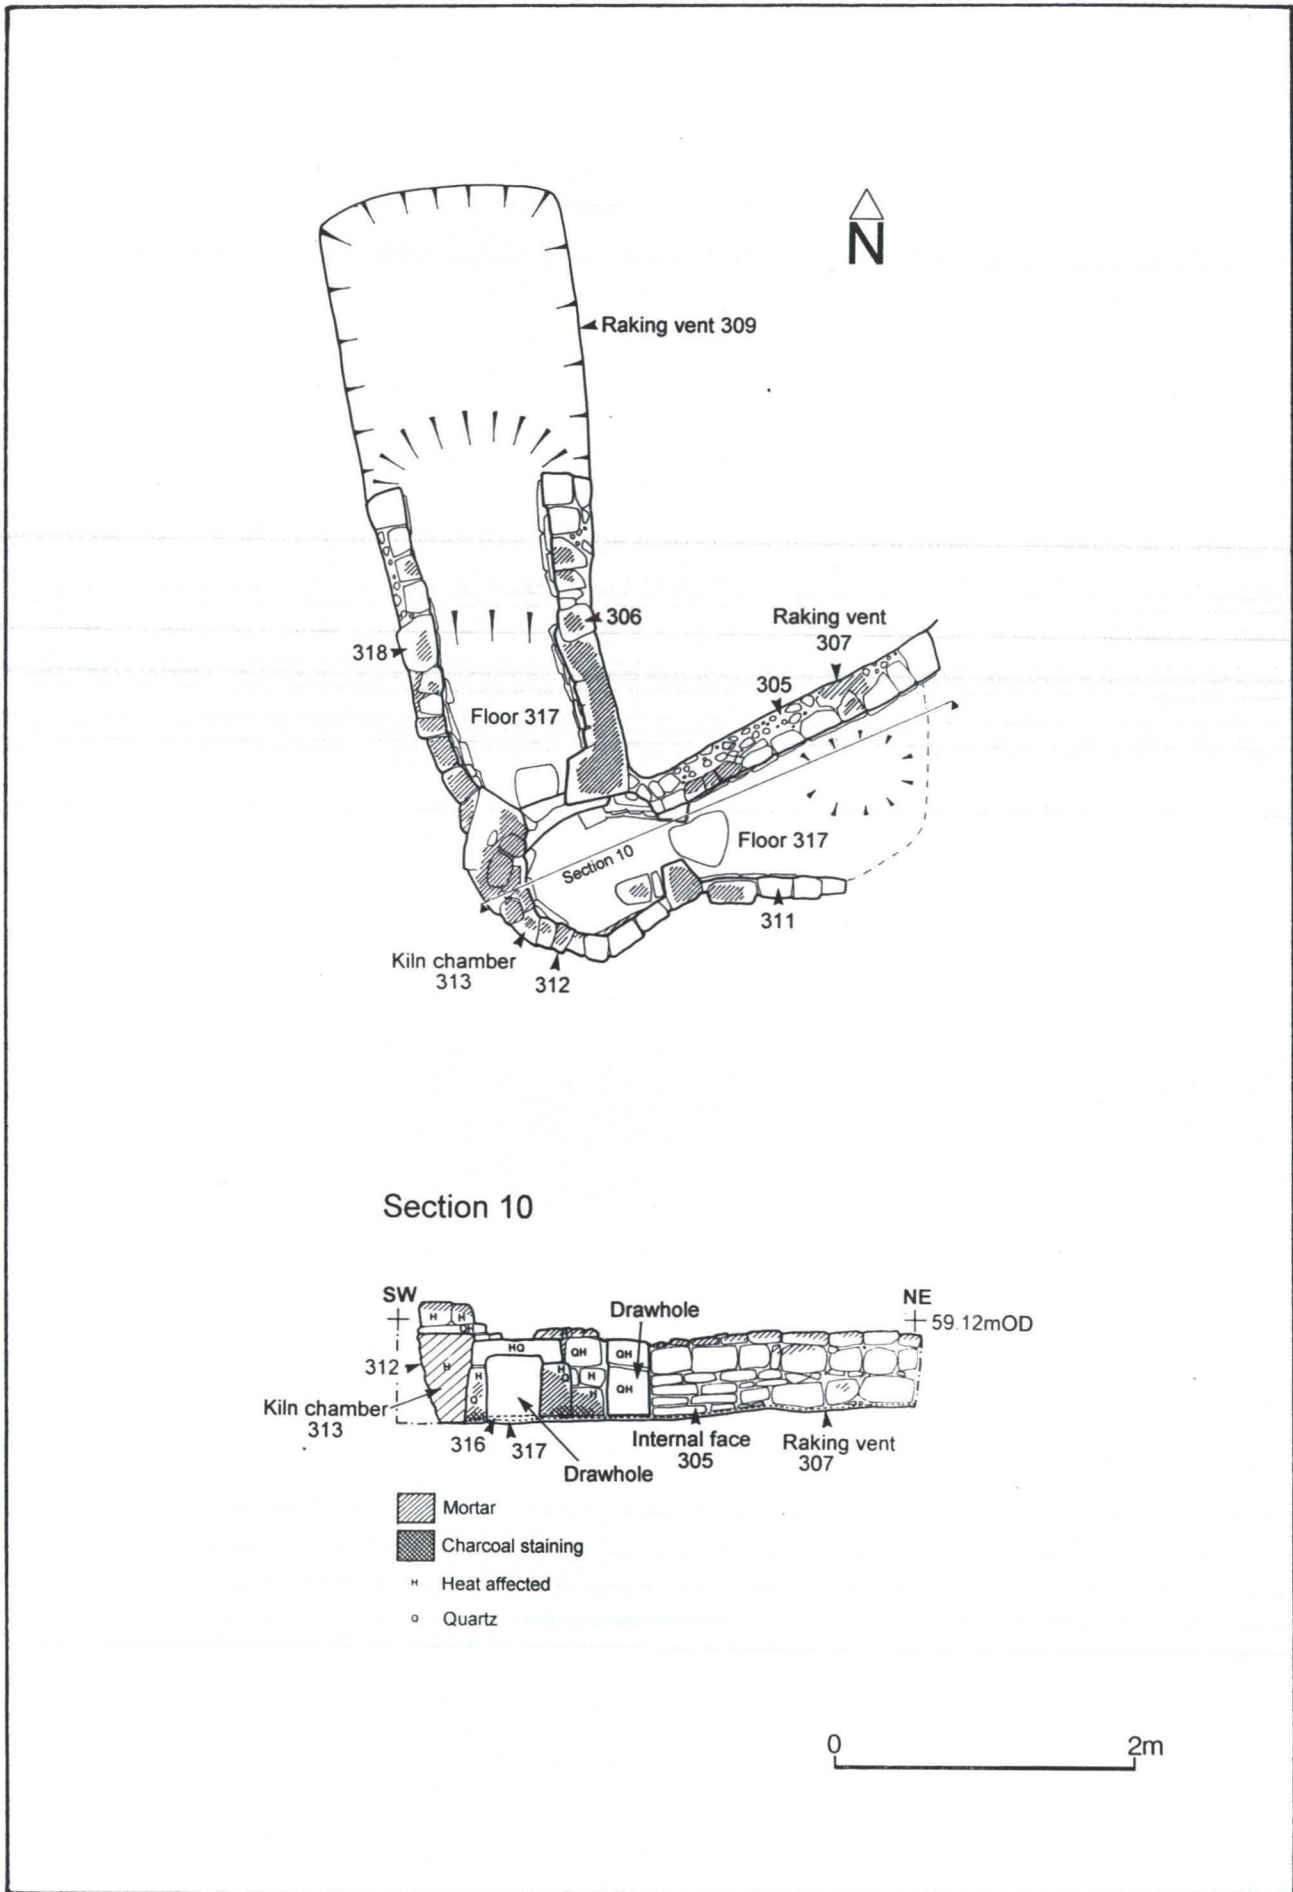 N
Raking vent 309
306
Raking vent
307
318
305
Floor 317
Floor 317
Section 10
311
Kiln chamber
313
312
Section 10
SW
NE
Drawhole
59.12mOD
H
H
QH
HQ
QH
QH
312
H
H
H
Q
H
Q
H
QH
Kiln chamber
313
316
317
Internal face
305
Raking vent
307
Drawhole
Mortar
Charcoal staining
H Heat affected
Q Quartz
0
2m